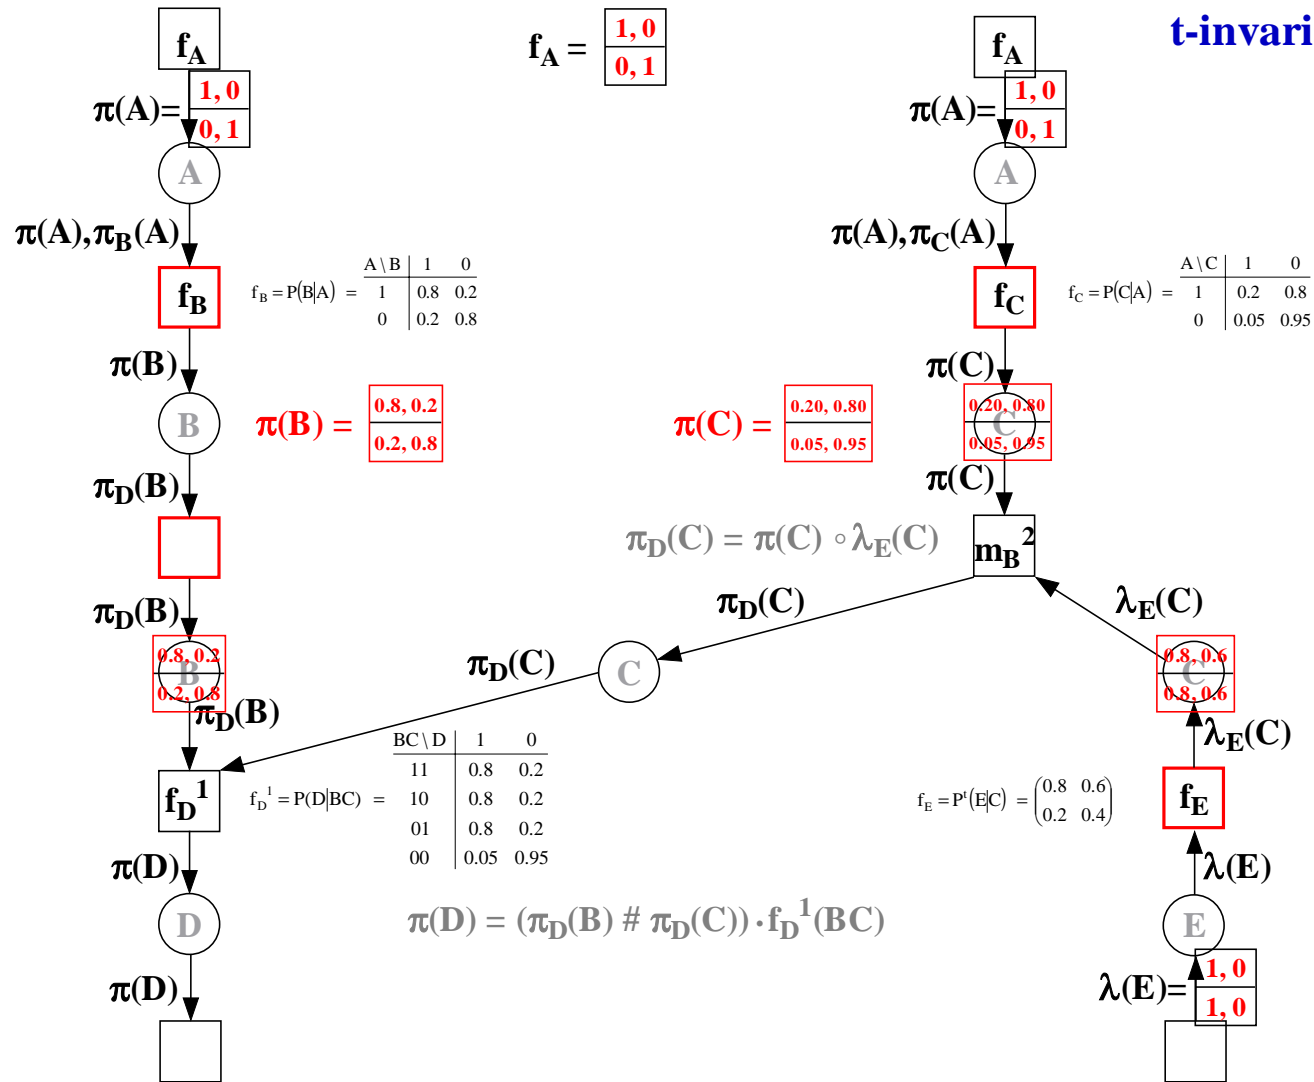 t-invari
f_A
f_A =
1, 0
0, 1
f_A
π(A)=
1, 0
0, 1
π(A)=
1, 0
0, 1
A
A
π(A),π_B(A)
π(A),π_C(A)
f_B
f_B = P(B|A) =
A \ B 1 0
1 0.8 0.2
0 0.2 0.8
f_C
f_C = P(C|A) =
A \ C 1 0
1 0.2 0.8
0 0.05 0.95
π(B)
π(C)
B
π(B) =
0.8, 0.2
0.2, 0.8
π(C) =
0.20, 0.80
0.05, 0.95
0.20, 0.80
C
0.05, 0.95
π_D(B)
π(C)
π_D(C) = π(C) ∘ λ_E(C)
m_B^2
π_D(B)
π_D(C)
λ_E(C)
0.8, 0.2
B
0.2, 0.8
π_D(C)
C
0.8, 0.6
C
0.8, 0.6
π_D(B)
λ_E(C)
f_D^1
f_D^1 = P(D|BC) =
BC \ D 1 0
11 0.8 0.2
10 0.8 0.2
01 0.8 0.2
00 0.05 0.95
f_E = P^t(E|C) =
0.8 0.6
0.2 0.4
f_E
π(D)
λ(E)
D
π(D) = (π_D(B) # π_D(C)) · f_D^1(BC)
E
π(D)
λ(E)=
1, 0
1, 0